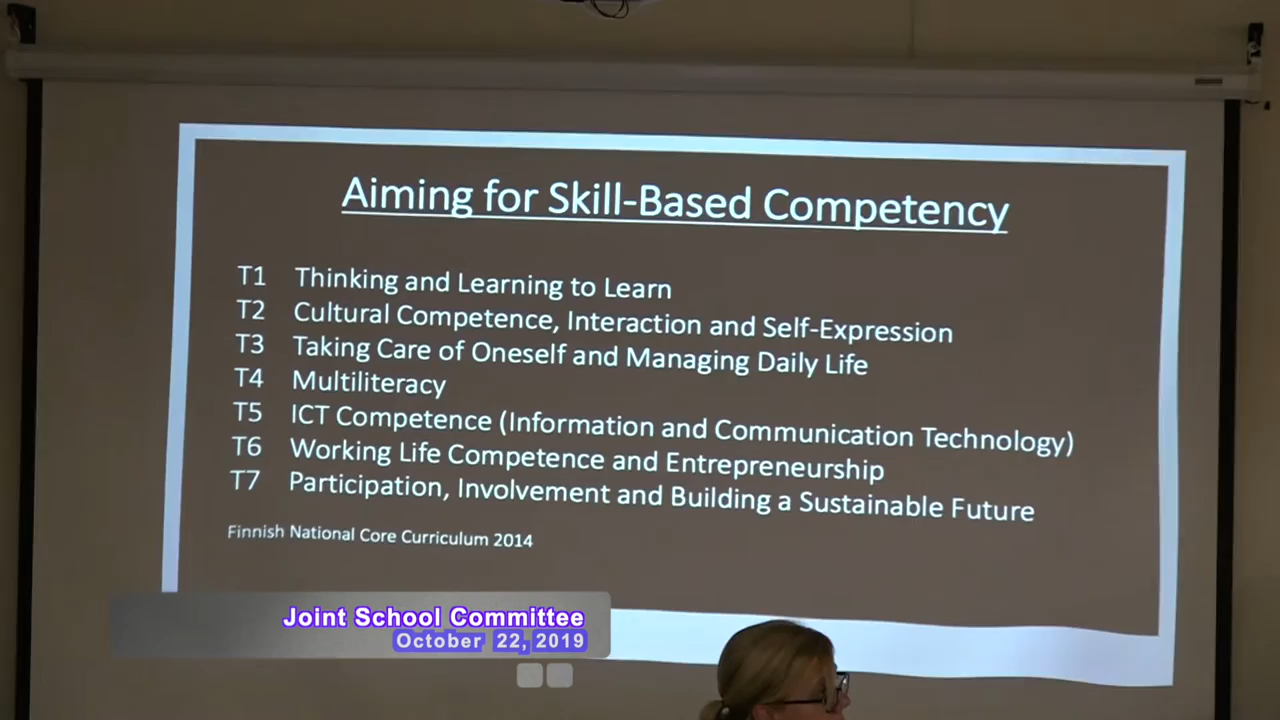 Aiming for Skill-Based Competency
T1 Thinking and Learning to Learn
T2 Cultural Competence, Interaction and Self-Expression
T3 Taking Care of Oneself and Managing Daily Life
T4 Multiliteracy
T5 ICT Competence (Information and Communication Technology)
T6 Working Life Competence and Entrepreneurship
T7 Participation, Involvement and Building a Sustainable Future
Finnish National Core Curriculum 2014
Joint School Committee
October 22, 2019